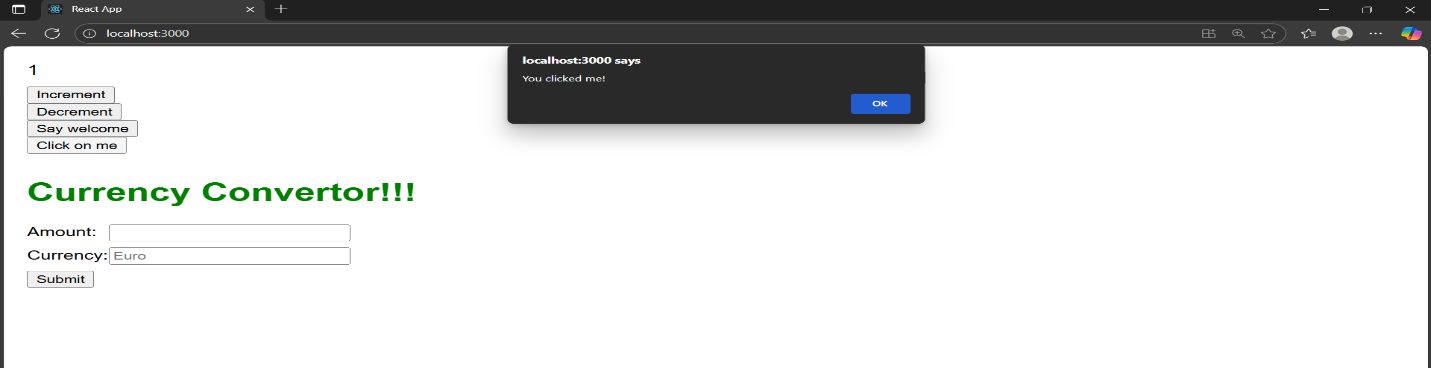 React App
localhost:3000
localhost:3000 says
You clicked me!
OK
1
Increment
Decrement
Say welcome
Click on me
Currency Convertor!!!
Amount:
Currency: Euro
Submit